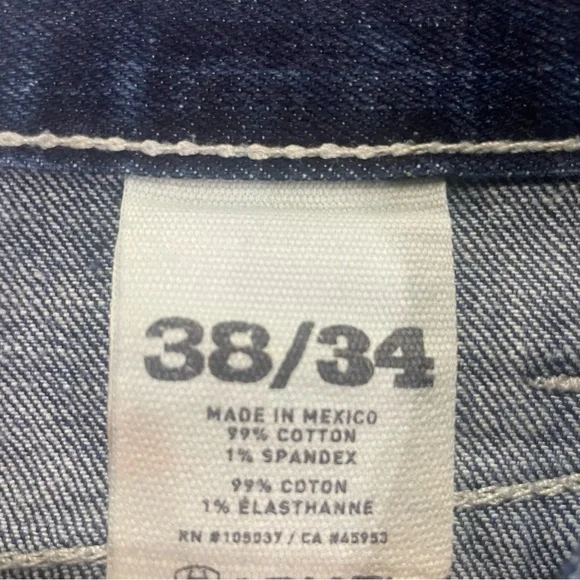 38/34
MADE IN MEXICO
99% COTTON
1% SPANDEX
99% COTON
1% ÉLASTHANNE
RN #105037 / CA #45953